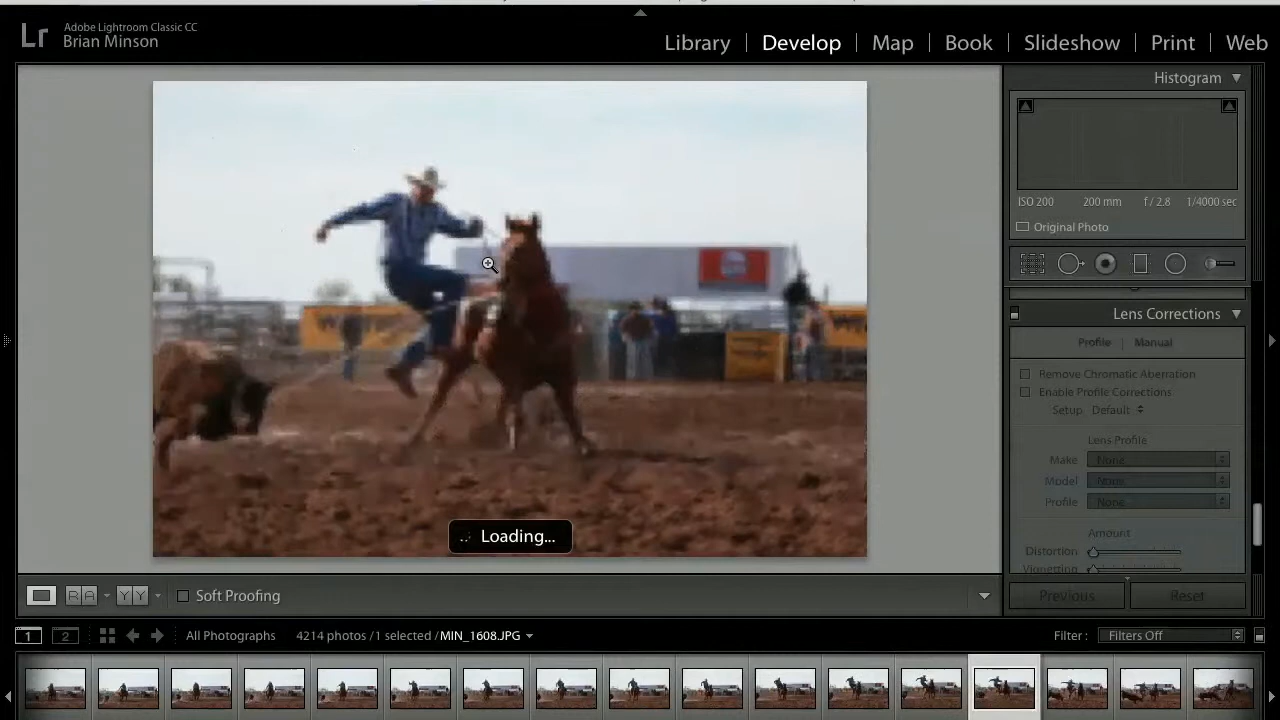 Lr
Adobe Lightroom Classic CC
Brian Minson
Library | Develop | Map | Book | Slideshow | Print | Web
Histogram
ISO 200 200 mm f / 2.8 1/4000 sec
Original Photo
Lens Corrections
Profile | Manual
Remove Chromatic Aberration
Enable Profile Corrections
Setup Default
Lens Profile
Make None
Model None
Profile None
Amount
Distortion
Vignetting
Loading...
Previous Reset
R A Y Y Soft Proofing
1 2 All Photographs 4214 photos / 1 selected / MIN_1608.JPG Filter : Filters Off